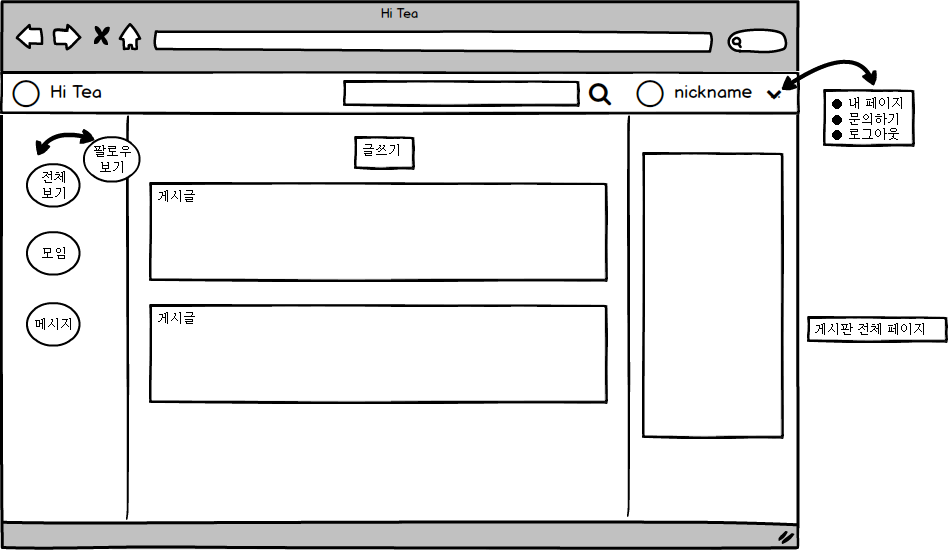 Hi Tea
Hi Tea
nickname
내 페이지
문의하기
로그아웃
팔로우
보기
전체
보기
모임
메시지
글쓰기
게시글
게시글
게시판 전체 페이지